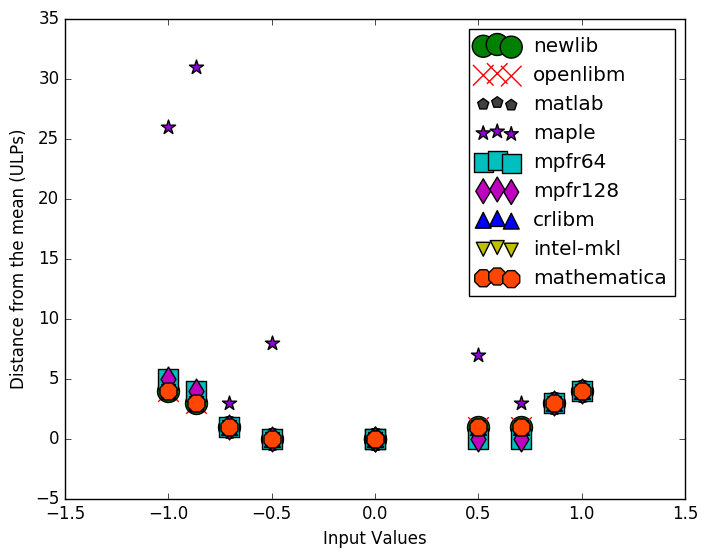 35
30
25
20
15
10
5
0
−5
Distance from the mean (ULPs)
newlib
openlibm
matlab
maple
mpfr64
mpfr128
crlibm
intel-mkl
mathematica
−1.5 −1.0 −0.5 0.0 0.5 1.0 1.5
Input Values